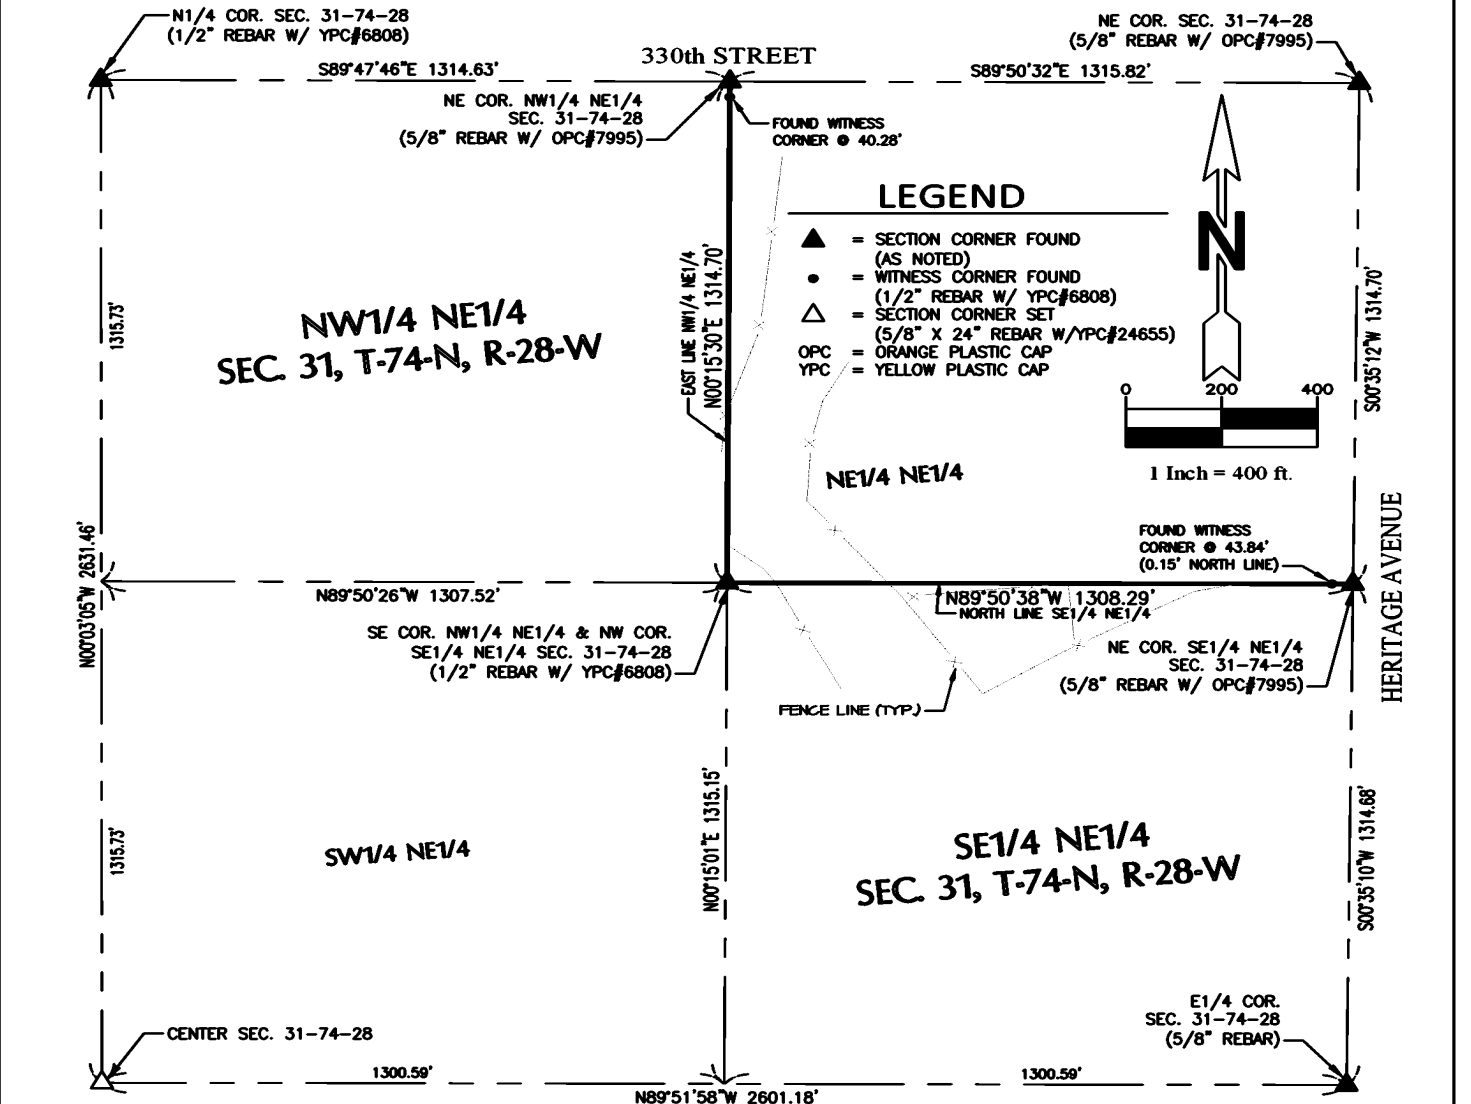 N1/4 COR. SEC. 31-74-28
(1/2" REBAR W/ YPC#6808)
NE COR. SEC. 31-74-28
(5/8" REBAR W/ OPC#7995)
330th STREET
S89°47'46"E 1314.63'
S89°50'32"E 1315.82'
NE COR. NW1/4 NE1/4
SEC. 31-74-28
(5/8" REBAR W/ OPC#7995)
FOUND WITNESS
CORNER @ 40.28'
LEGEND
= SECTION CORNER FOUND
(AS NOTED)
= WITNESS CORNER FOUND
(1/2" REBAR W/ YPC#6808)
= SECTION CORNER SET
(5/8" X 24" REBAR W/YPC#24655)
OPC = ORANGE PLASTIC CAP
YPC = YELLOW PLASTIC CAP
N
0 200 400
1 Inch = 400 ft.
1315.73'
NW1/4 NE1/4
SEC. 31, T-74-N, R-28-W
EAST LINE NW1/4 NE1/4
N00°15'30"E 1314.70'
S00°35'12"W 1314.70'
NE1/4 NE1/4
FOUND WITNESS
CORNER @ 43.84'
(0.15' NORTH LINE)
HERITAGE AVENUE
N00°03'05"W 2631.46'
N89°50'26"W 1307.52'
N89°50'38"W 1308.29'
NORTH LINE SE1/4 NE1/4
SE COR. NW1/4 NE1/4 & NW COR.
SE1/4 NE1/4 SEC. 31-74-28
(1/2" REBAR W/ YPC#6808)
NE COR. SE1/4 NE1/4
SEC. 31-74-28
(5/8" REBAR W/ OPC#7995)
FENCE LINE (TYP.)
1315.73'
SW1/4 NE1/4
N00°15'01"E 1315.15'
SE1/4 NE1/4
SEC. 31, T-74-N, R-28-W
S00°35'10"W 1314.68'
CENTER SEC. 31-74-28
E1/4 COR.
SEC. 31-74-28
(5/8" REBAR)
1300.59'
1300.59'
N89°51'58"W 2601.18'